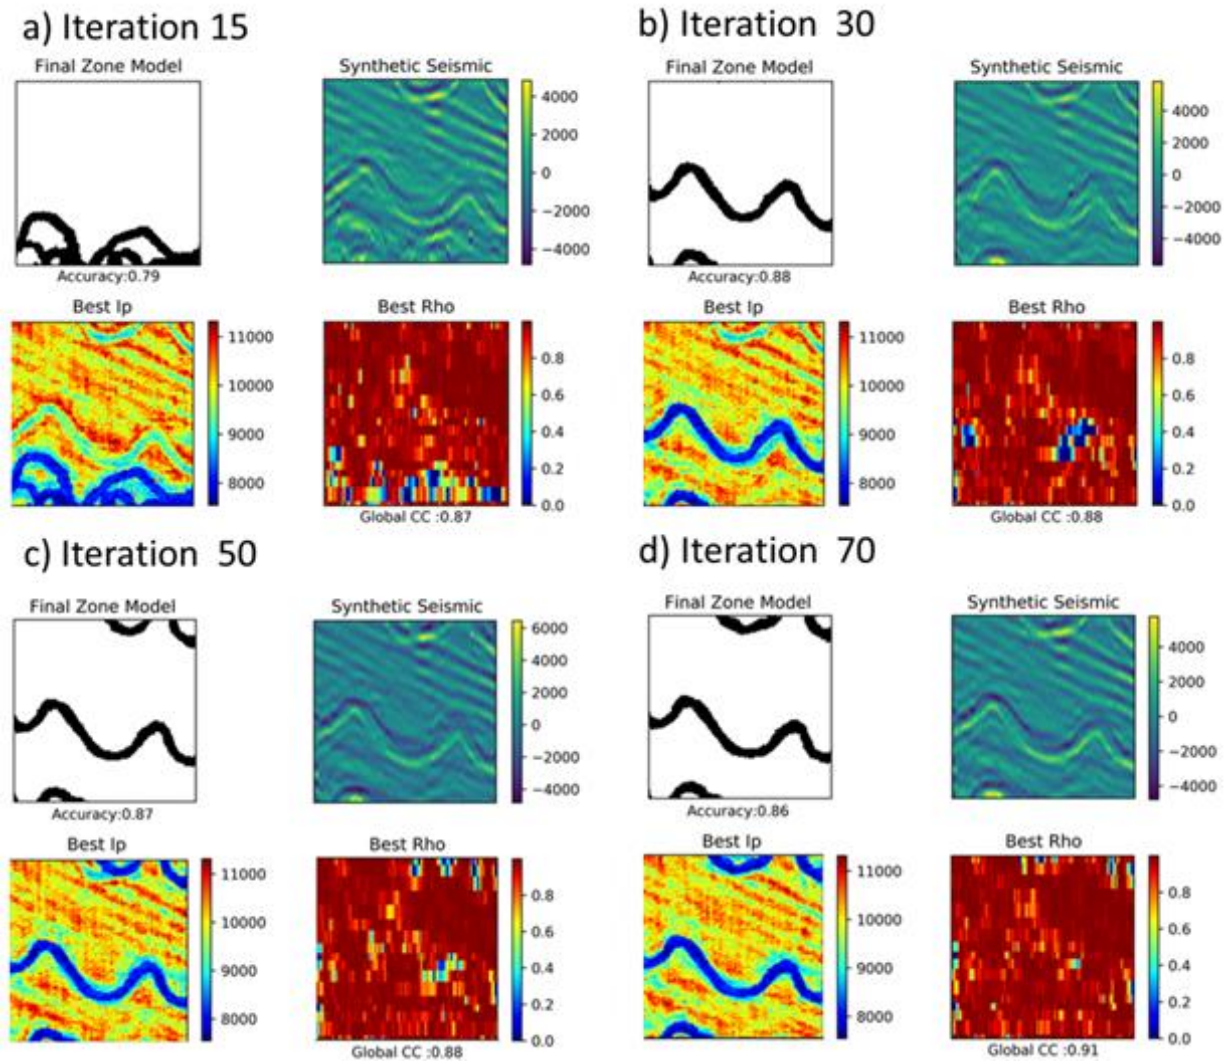 a) Iteration 15
b) Iteration 30
Final Zone Model
Synthetic Seismic
Final Zone Model
Synthetic Seismic
4000
2000
0
−2000
−4000
4000
2000
0
−2000
−4000
Accuracy:0.79
Accuracy:0.88
Best Ip
Best Rho
Best Ip
Best Rho
11000
10000
9000
8000
0.8
0.6
0.4
0.2
0.0
11000
10000
9000
8000
0.8
0.6
0.4
0.2
0.0
Global CC :0.87
Global CC :0.88
c) Iteration 50
d) Iteration 70
Final Zone Model
Synthetic Seismic
Final Zone Model
Synthetic Seismic
6000
4000
2000
0
−2000
−4000
4000
2000
0
−2000
−4000
Accuracy:0.87
Accuracy:0.86
Best Ip
Best Rho
Best Ip
Best Rho
11000
10000
9000
8000
0.8
0.6
0.4
0.2
0.0
11000
10000
9000
8000
0.8
0.6
0.4
0.2
0.0
Global CC :0.88
Global CC :0.91